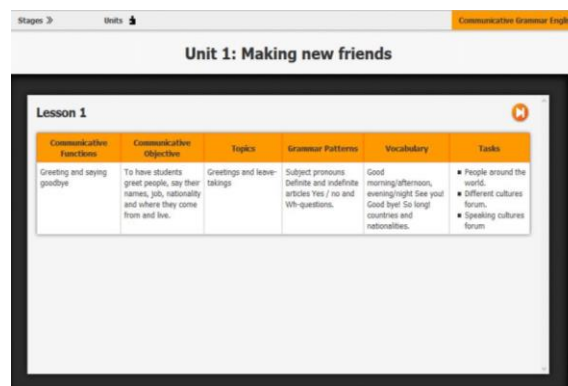 Stages
Units
Communicative Grammar Engli
Unit 1: Making new friends
Lesson 1
Communicative
Functions
Communicative
Objective
Topics
Grammar Patterns
Vocabulary
Tasks
Greeting and saying
goodbye
To have students
greet people, say their
names, job, nationality
and where they come
from and live.
Greetings and leave-
takings
Subject pronouns
Definite and indefinite
articles Yes / no and
Wh-questions.
Good
morning/afternoon,
evening/night See you!
Good bye! So long!
countries and
nationalities.
People around the
world.
Different cultures
forum.
Speaking cultures
forum